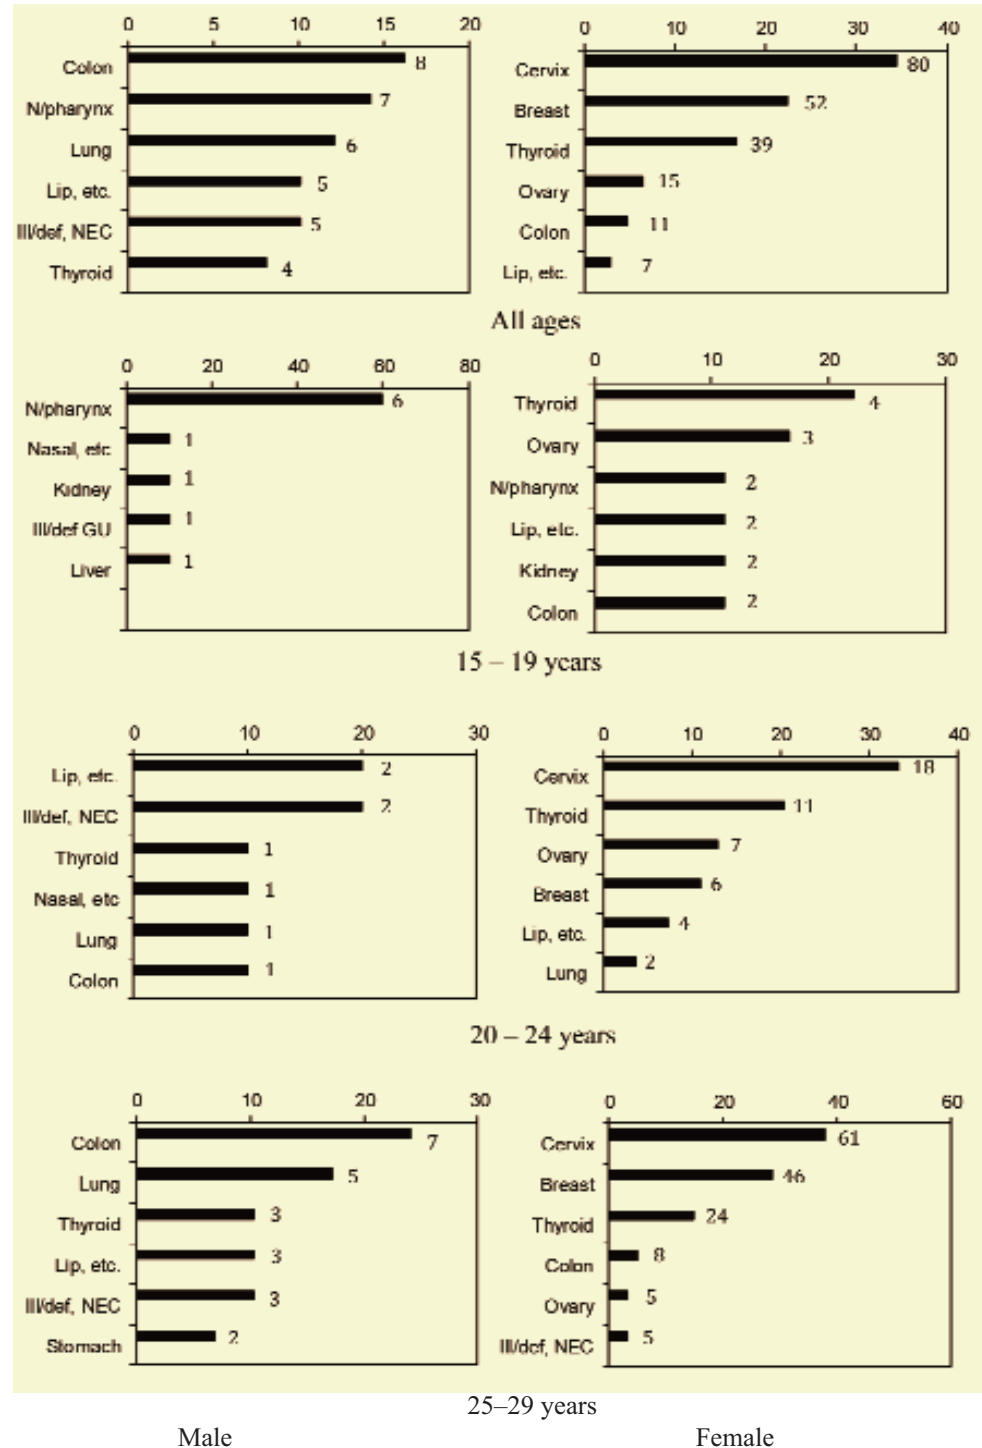 0 5 10 15 20
Colon 8
N/pharynx 7
Lung 6
Lip, etc. 5
Ill/def, NEC 5
Thyroid 4
0 10 20 30 40
Cervix 80
Breast 52
Thyroid 39
Ovary 15
Colon 11
Lip, etc. 7
All ages
0 20 40 60 80
N/pharynx 6
Nasal, etc 1
Kidney 1
Ill/def GU 1
Liver 1
0 10 20 30
Thyroid 4
Ovary 3
N/pharynx 2
Lip, etc. 2
Kidney 2
Colon 2
15 – 19 years
0 10 20 30
Lip, etc. 2
Ill/def, NEC 2
Thyroid 1
Nasal, etc 1
Lung 1
Colon 1
0 10 20 30 40
Cervix 18
Thyroid 11
Ovary 7
Breast 6
Lip, etc. 4
Lung 2
20 – 24 years
0 10 20 30
Colon 7
Lung 5
Thyroid 3
Lip, etc. 3
Ill/def, NEC 3
Stomach 2
0 20 40 60
Cervix 61
Breast 46
Thyroid 24
Colon 8
Ovary 5
Ill/def, NEC 5
25–29 years
Male Female